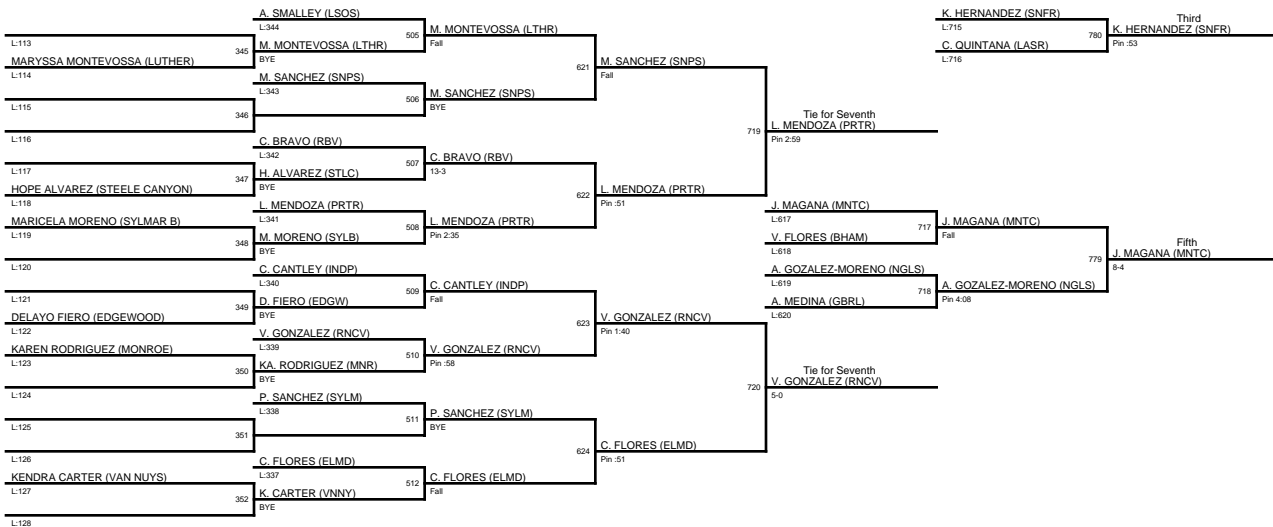 L:113
MARYSSA MONTEVOSSA (LUTHER)
L:114
L:115
L:116
L:117
HOPE ALVAREZ (STEELE CANYON)
L:118
MARICELA MORENO (SYLMAR B)
L:119
L:120
L:121
DELAYO FIERO (EDGEWOOD)
L:122
KAREN RODRIGUEZ (MONROE)
L:123
L:124
L:125
L:126
KENDRA CARTER (VAN NUYS)
L:127
L:128
345
346
347
348
349
350
351
352
A. SMALLEY (LSOS)
L:344
M. MONTEVOSSA (LTHR)
BYE
M. SANCHEZ (SNPS)
L:343
C. BRAVO (RBV)
L:342
H. ALVAREZ (STLC)
BYE
L. MENDOZA (PRTR)
L:341
M. MORENO (SYLB)
BYE
C. CANTLEY (INDP)
L:340
D. FIERO (EDGW)
BYE
V. GONZALEZ (RNCV)
L:339
KA. RODRIGUEZ (MNR)
BYE
P. SANCHEZ (SYLM)
L:338
C. FLORES (ELMD)
L:337
K. CARTER (VNNY)
BYE
505
506
507
508
509
510
511
512
M. MONTEVOSSA (LTHR)
Fall
M. SANCHEZ (SNPS)
BYE
C. BRAVO (RBV)
13-3
L. MENDOZA (PRTR)
Pin 2:35
C. CANTLEY (INDP)
Fall
V. GONZALEZ (RNCV)
Pin :58
P. SANCHEZ (SYLM)
BYE
C. FLORES (ELMD)
Fall
621
622
623
624
M. SANCHEZ (SNPS)
Fall
L. MENDOZA (PRTR)
Pin :51
V. GONZALEZ (RNCV)
Pin 1:40
C. FLORES (ELMD)
Pin :51
719
720
Tie for Seventh
L. MENDOZA (PRTR)
Pin 2:59
Tie for Seventh
V. GONZALEZ (RNCV)
5-0
J. MAGANA (MNTC)
L:617
V. FLORES (BHAM)
L:618
A. GOZALEZ-MORENO (NGLS)
L:619
A. MEDINA (GBRL)
L:620
717
718
J. MAGANA (MNTC)
Fall
A. GOZALEZ-MORENO (NGLS)
Pin 4:08
779
Fifth
J. MAGANA (MNTC)
8-4
K. HERNANDEZ (SNFR)
L:715
C. QUINTANA (LASR)
L:716
780
Third
K. HERNANDEZ (SNFR)
Pin :53